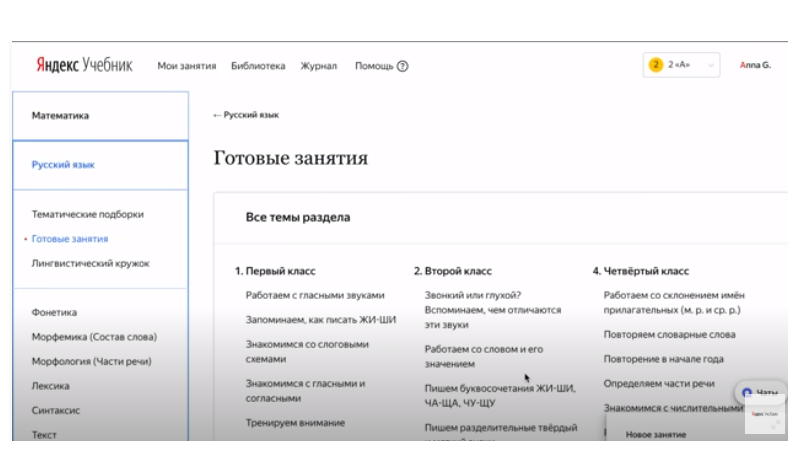 Яндекс Учебник Мои занятия Библиотека Журнал Помощь ? 2 2 «А» Anna G.
Математика
Русский язык
Тематические подборки
Готовые занятия
Лингвистический кружок
Фонетика
Морфемика (Состав слова)
Морфология (Части речи)
Лексика
Синтаксис
Текст
← Русский язык
Готовые занятия
Все темы раздела
1. Первый класс
Работаем с гласными звуками
Запоминаем, как писать ЖИ-ШИ
Знакомимся со слоговыми
схемами
Знакомимся с гласными и
согласными
Тренируем внимание
2. Второй класс
Звонкий или глухой?
Вспоминаем, чем отличаются
эти звуки
Работаем со словом и его
значением
Пишем буквосочетания ЖИ-ШИ,
ЧА-ЩА, ЧУ-ЩУ
Пишем разделительные твёрдый
4. Четвёртый класс
Работаем со склонением имён
прилагательных (м. р. и ср. р.)
Повторяем словарные слова
Повторение в начале года
Определяем части речи
Знакомимся с числительными
Чаты
Новое занятие